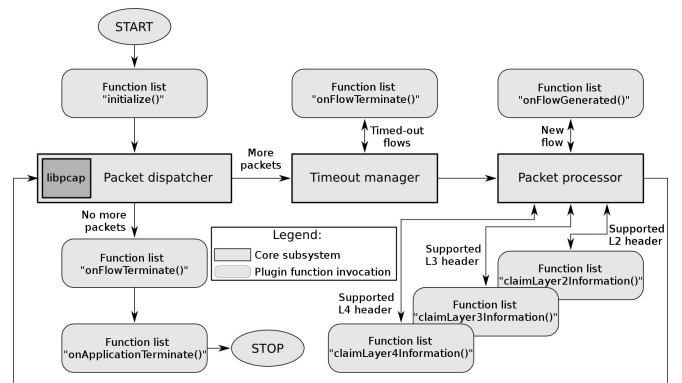 START
Function list
"initialize()"
Function list
"onFlowTerminate()"
Function list
"onFlowGenerated()"
Timed-out
flows
New
flow
More
packets
libpcap
Packet dispatcher
Timeout manager
Packet processor
No more
packets
Function list
"onFlowTerminate()"
Legend:
Core subsystem
Plugin function invocation
Supported
L2 header
Supported
L3 header
Supported
L4 header
Function list
"claimLayer2Information()"
Function list
"claimLayer3Information()"
Function list
"claimLayer4Information()"
Function list
"onApplicationTerminate()"
STOP